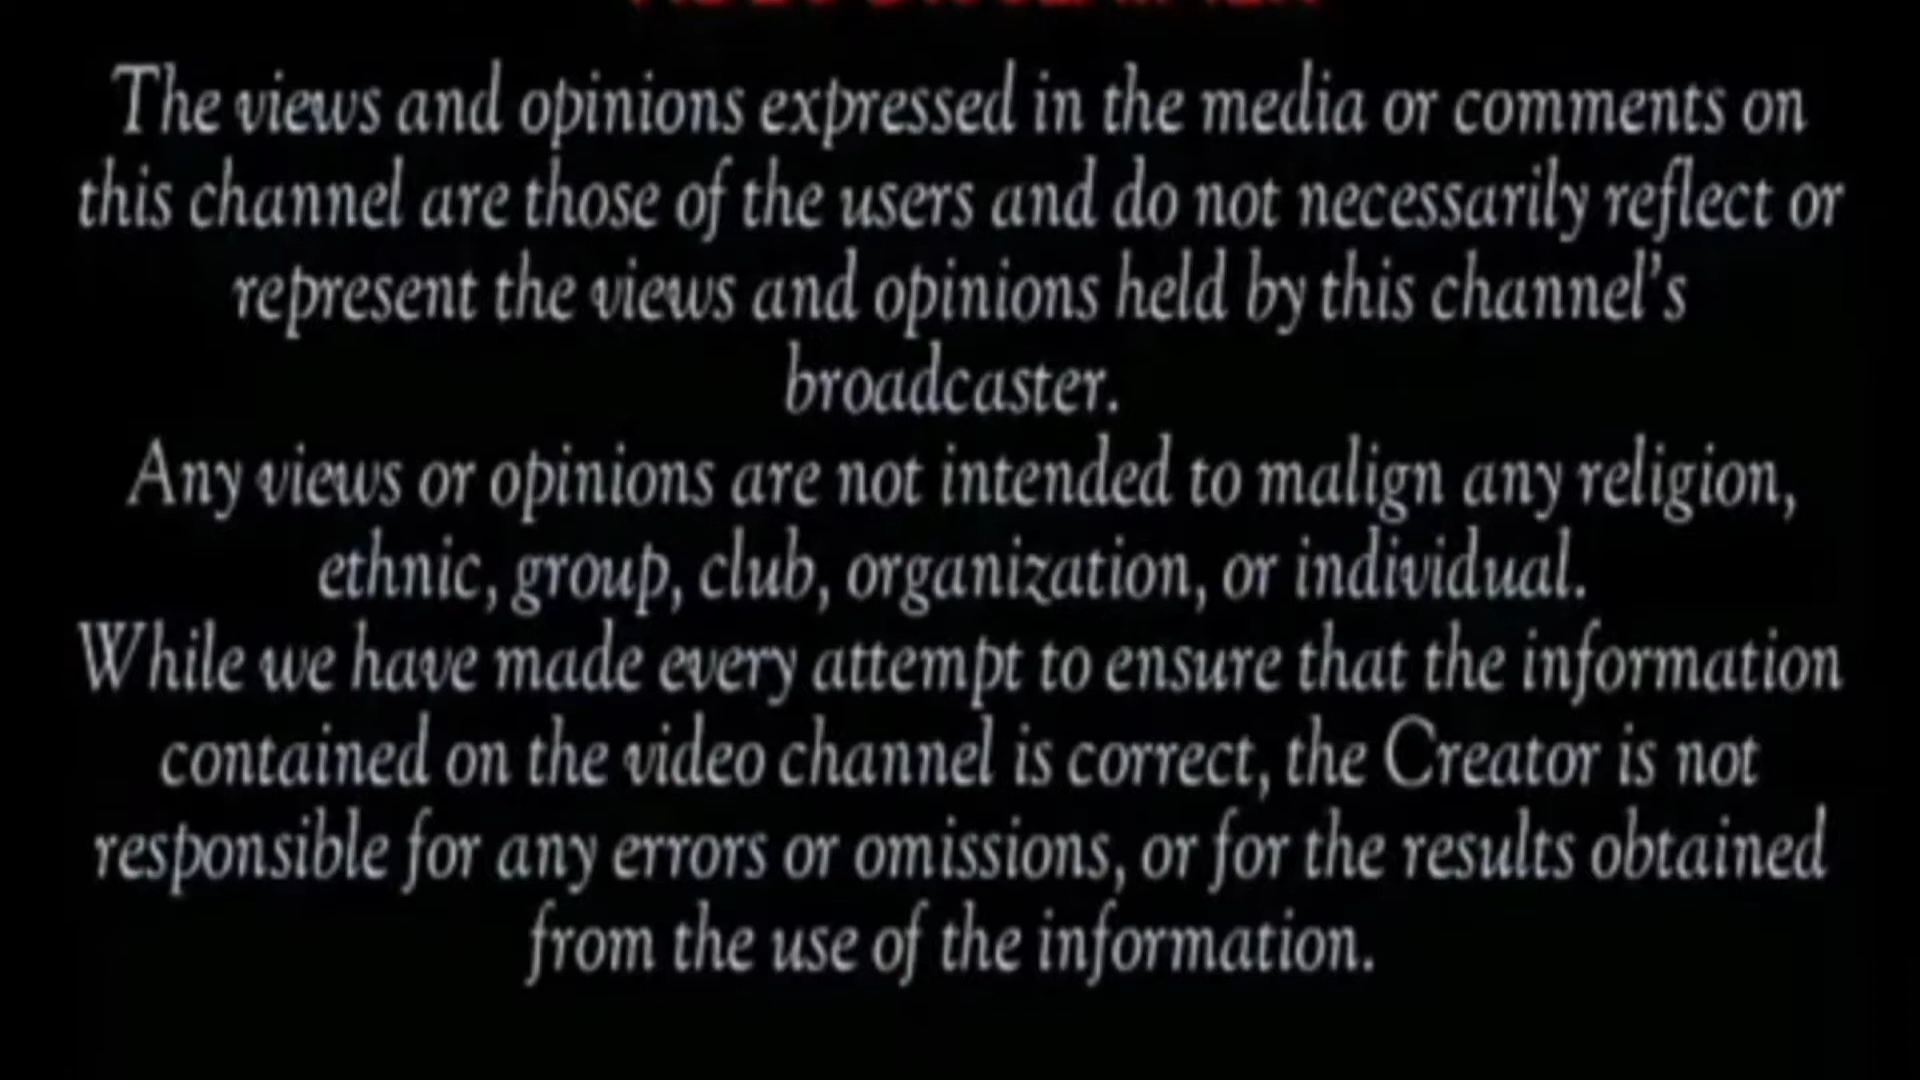 The views and opinions expressed in the media or comments on
this channel are those of the users and do not necessarily reflect or
represent the views and opinions held by this channel's
broadcaster.
Any views or opinions are not intended to malign any religion,
ethnic, group, club, organization, or individual.
While we have made every attempt to ensure that the information
contained on the video channel is correct, the Creator is not
responsible for any errors or omissions, or for the results obtained
from the use of the information.